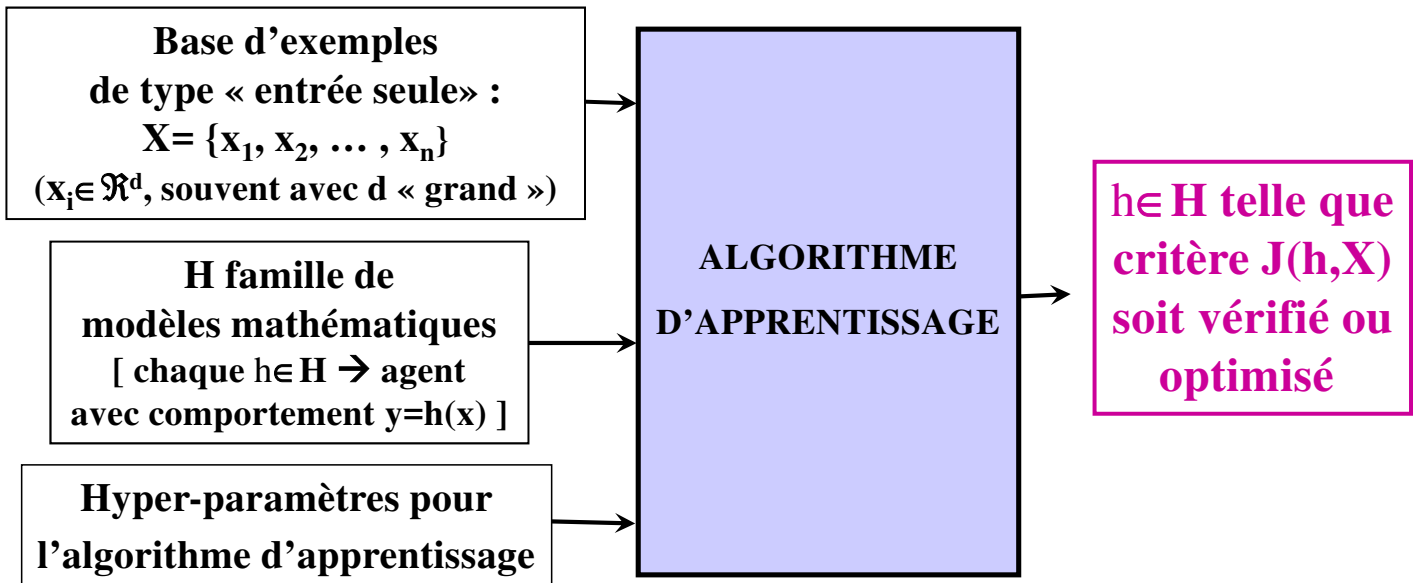 Base d’exemples
de type « entrée seule» :
X= {x₁, x₂, … , xₙ}
(xᵢ∈ℜᵈ, souvent avec d « grand »)
H famille de
modèles mathématiques
[ chaque h∈H ➔ agent
avec comportement y=h(x) ]
Hyper-paramètres pour
l’algorithme d’apprentissage
ALGORITHME
D’APPRENTISSAGE
h∈H telle que
critère J(h,X)
soit vérifié ou
optimisé